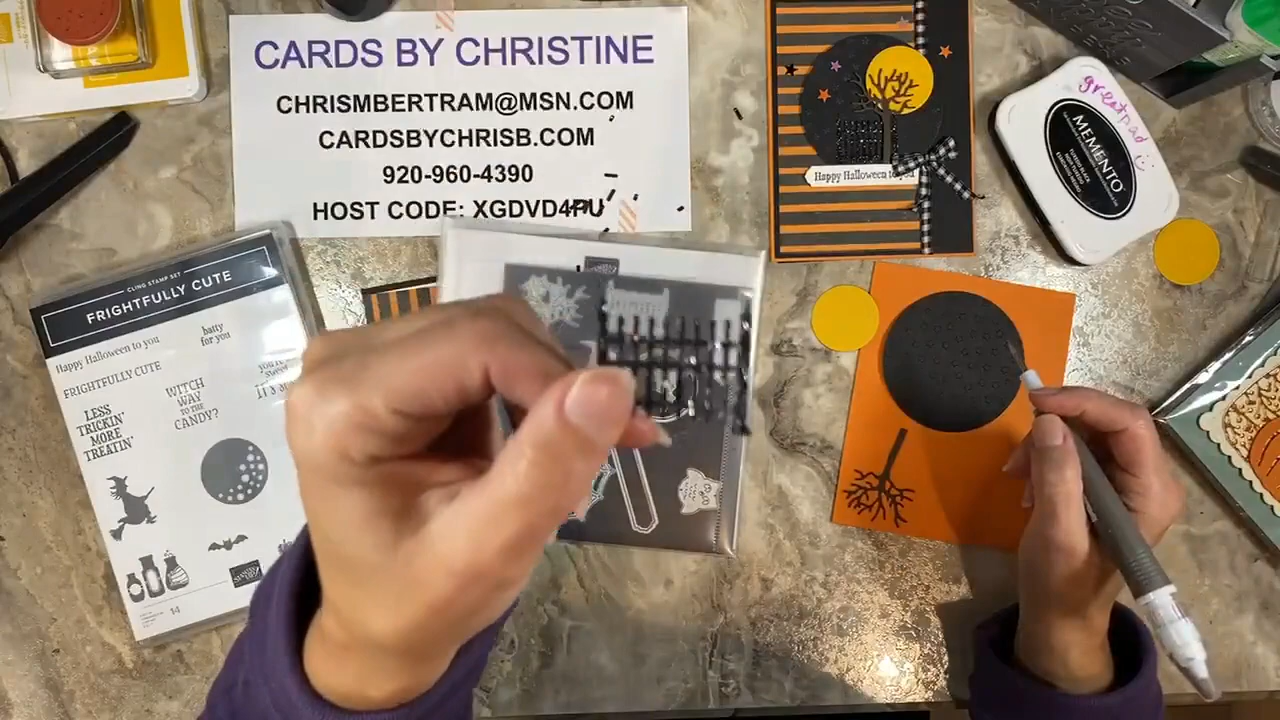 CARDS BY CHRISTINE
CHRISMBERTRAM@MSN.COM
CARDSBYCHRISB.COM
920-960-4390
HOST CODE: XGDVD4PU
CLING STAMP SET
FRIGHTFULLY CUTE
Happy Halloween to you
batty
for you
FRIGHTFULLY CUTE
LESS
TRICKIN'
MORE
TREATIN'
WITCH
WAY
TO THE
CANDY?
14
Happy Halloween to you
greatpad
MEMENTO